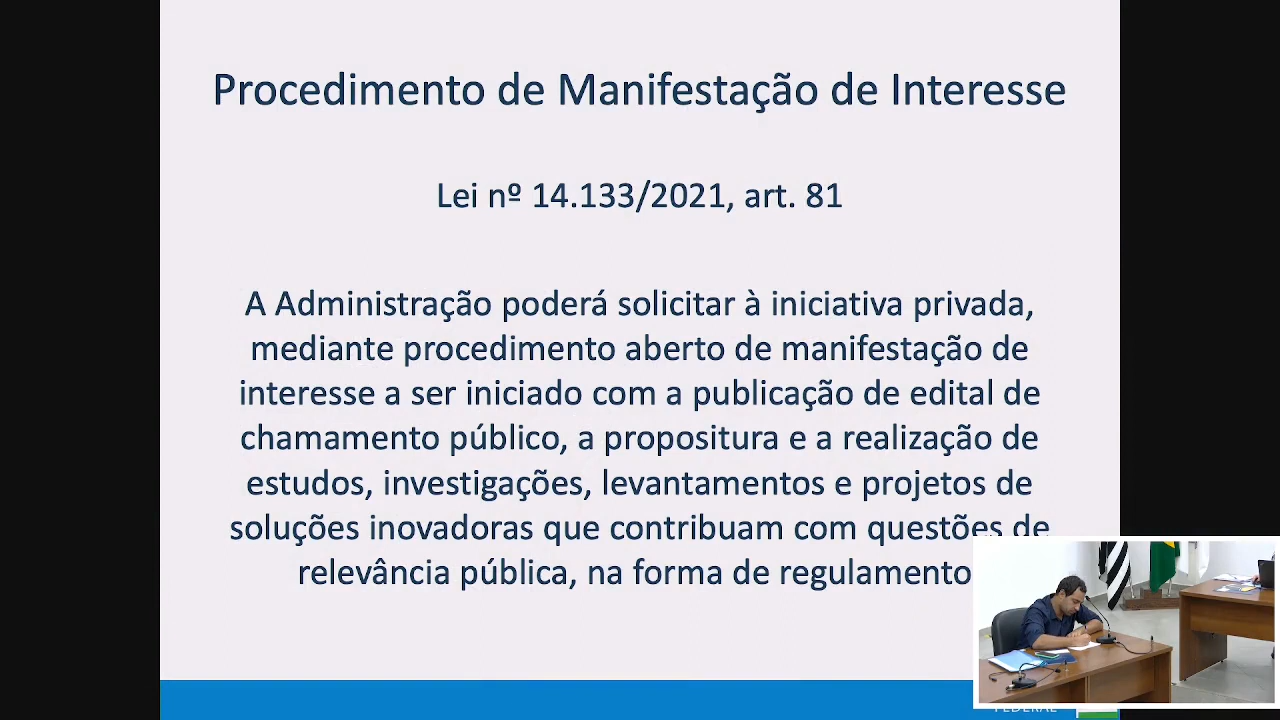 Procedimento de Manifestação de Interesse
Lei nº 14.133/2021, art. 81
A Administração poderá solicitar à iniciativa privada,
mediante procedimento aberto de manifestação de
interesse a ser iniciado com a publicação de edital de
chamamento público, a propositura e a realização de
estudos, investigações, levantamentos e projetos de
soluções inovadoras que contribuam com questões de
relevância pública, na forma de regulamento
FEDERAL